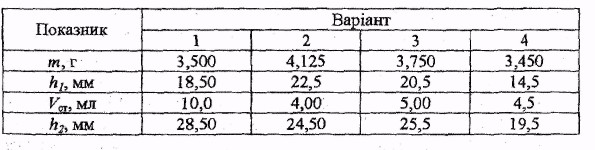 Показник Варіант
1 2 3 4
m, г 3,500 4,125 3,750 3,450
h1, мм 18,50 22,5 20,5 14,5
Vст, мл 10,0 4,00 5,00 4,5
h2, мм 28,50 24,50 25,5 19,5